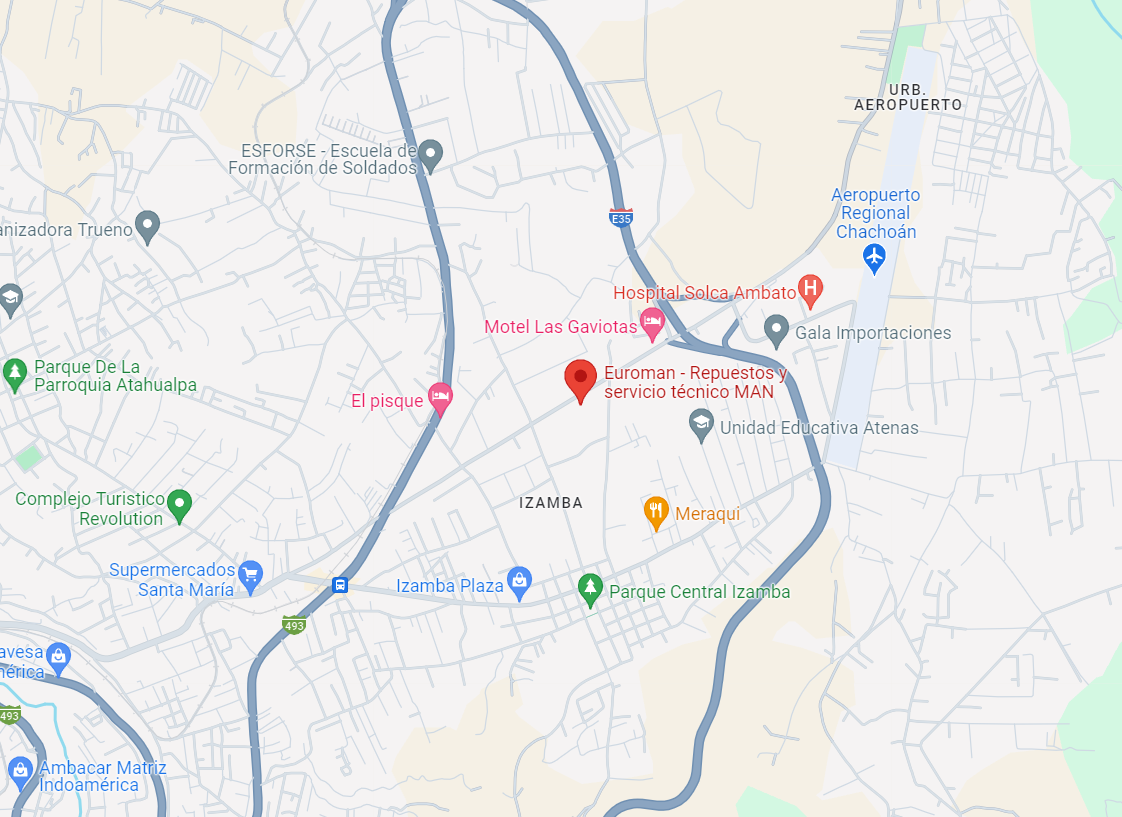 URB.
AEROPUERTO
ESFORSE - Escuela de
Formación de Soldados
Aeropuerto
Regional
Chachoán
E35
anizadora Trueno
Hospital Solca Ambato
H
Motel Las Gaviotas
Gala Importaciones
Parque De La
Parroquia Atahualpa
Euroman - Repuestos y
servicio técnico MAN
El pisque
Unidad Educativa Atenas
Complejo Turistico
Revolution
IZAMBA
Meraqui
Supermercados
Santa María
Izamba Plaza
Parque Central Izamba
493
avesa
mérica
493
Ambacar Matriz
Indoamérica